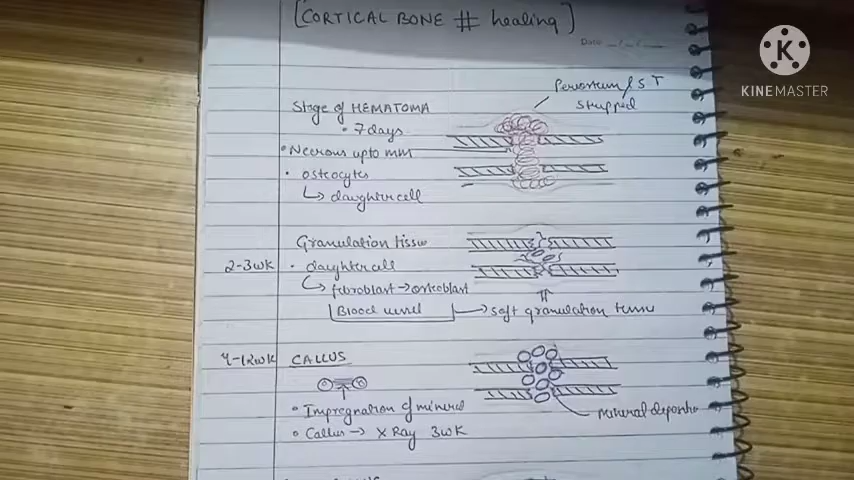 [CORTICAL BONE # healing]
Date
K
KINEMASTER
Periosteum & S T
stripped
Stage of HEMATOMA
• 7 days
• Necrous upto mm
• osteocytes
↳ daughter cell
2-3wk
Granulation tissue
• daughter cell
↳ fibroblast → osteoblast
Blood vessel → soft granulation tissue
4-12wk
CALLUS
• Impregnation of mineral
• Callus → X Ray 3wk
Mineral deposits